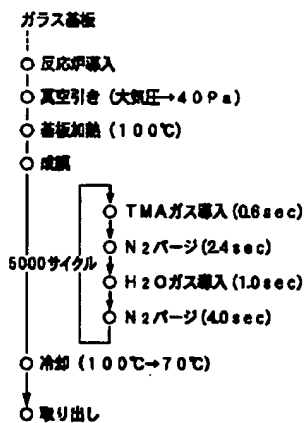 ガラス基板
反応炉導入
真空引き（大気圧→40Pa）
基板加熱（100℃）
成膜
TMAガス導入（0.6sec）
N2パージ（2.4sec）
5000サイクル
H2Oガス導入（1.0sec）
N2パージ（4.0sec）
冷却（100℃→70℃）
取り出し